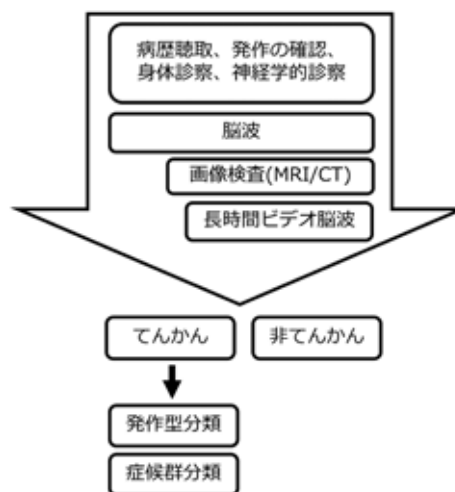 病歴聴取、発作の確認、
身体診察、神経学的診察
脳波
画像検査(MRI/CT)
長時間ビデオ脳波
てんかん
非てんかん
発作型分類
症候群分類